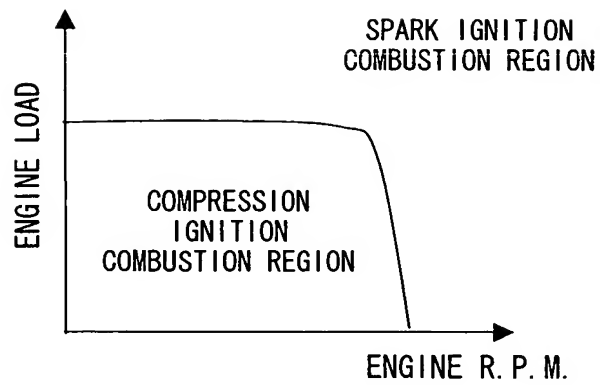 SPARK IGNITION
COMBUSTION REGION
ENGINE LOAD
COMPRESSION
IGNITION
COMBUSTION REGION
ENGINE R.P.M.